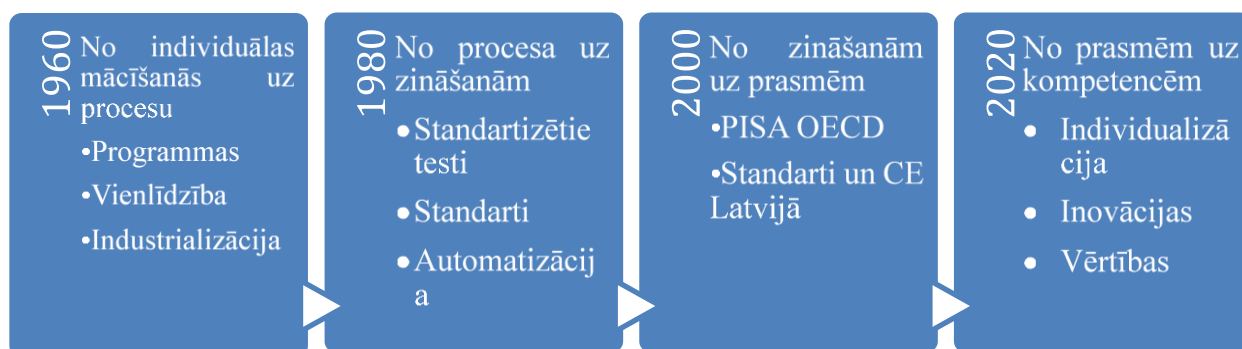 1960
No individuālas
mācīšanās uz
procesu
•Programmas
•Vienlīdzība
•Industrializācija
1980
No procesa uz
zināšanām
•Standartizētie
testi
•Standarti
•Automatizācij
a
2000
No zināšanām
uz prasmēm
•PISA OECD
•Standarti un CE
Latvijā
2020
No prasmēm uz
kompetencēm
• Individualizā
cija
• Inovācijas
• Vērtības